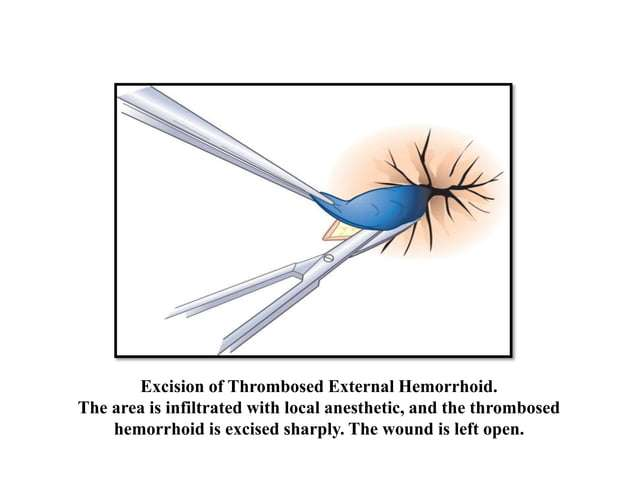 Excision of Thrombosed External Hemorrhoid.
The area is infiltrated with local anesthetic, and the thrombosed
hemorrhoid is excised sharply. The wound is left open.